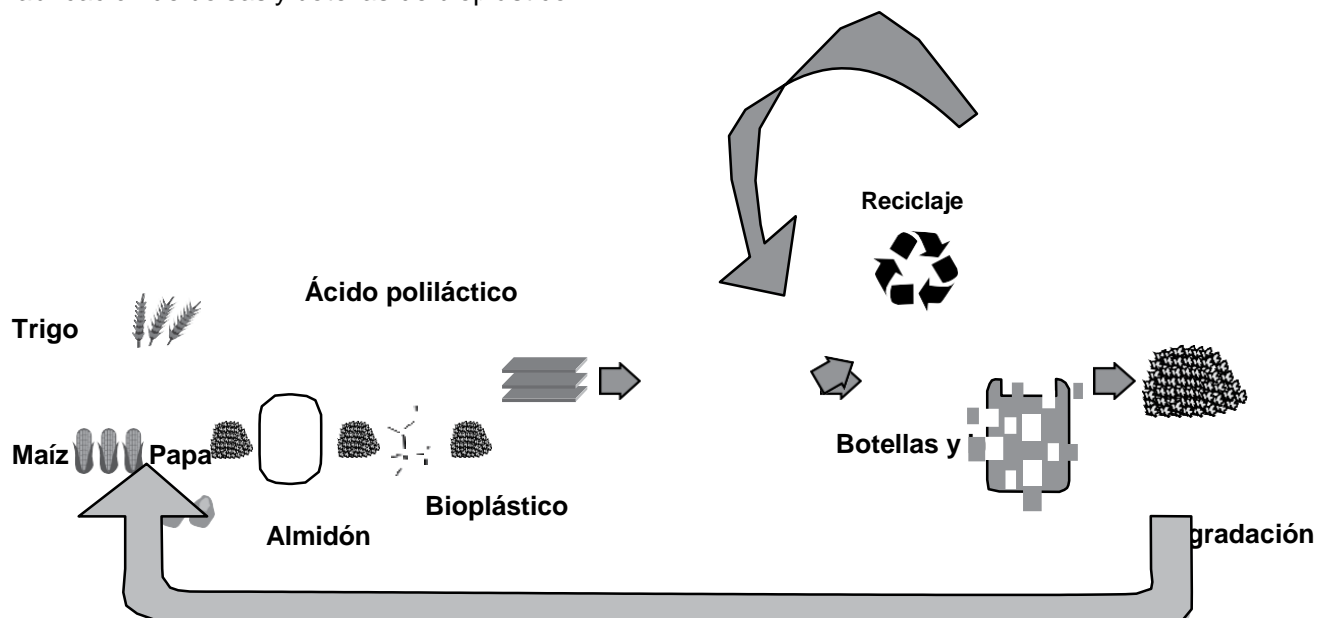 Reciclaje
Ácido poliláctico
Trigo
Maíz
Papa
Botellas y
Bioplástico
Almidón
gradación